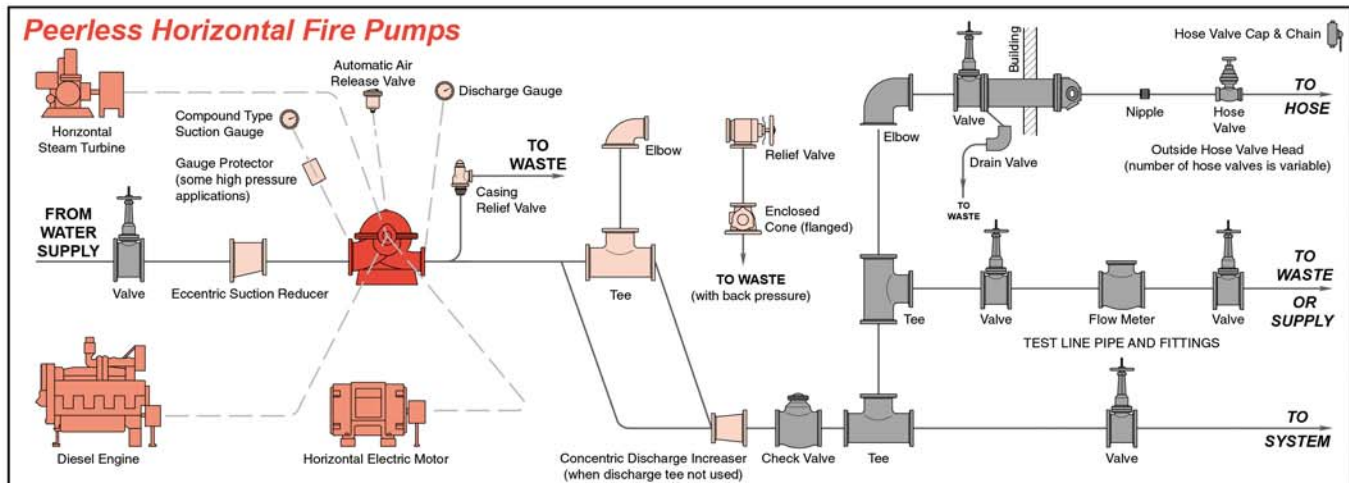 Peerless Horizontal Fire Pumps
Horizontal
Steam Turbine
Compound Type
Suction Gauge
Gauge Protector
(some high pressure
applications)
Automatic Air
Release Valve
Discharge Gauge
TO
WASTE
Casing
Relief Valve
FROM
WATER
SUPPLY
Valve
Eccentric Suction Reducer
Diesel Engine
Horizontal Electric Motor
Elbow
Tee
Relief Valve
Enclosed
Cone (flanged)
TO WASTE
(with back pressure)
Concentric Discharge Increaser
(when discharge tee not used)
Check Valve
Tee
Elbow
Valve
Building
Drain Valve
TO
WASTE
Nipple
Hose
Valve
Hose Valve Cap & Chain
TO
HOSE
Outside Hose Valve Head
(number of hose valves is variable)
Tee
Valve
Flow Meter
Valve
TO
WASTE
OR
SUPPLY
TEST LINE PIPE AND FITTINGS
Valve
TO
SYSTEM